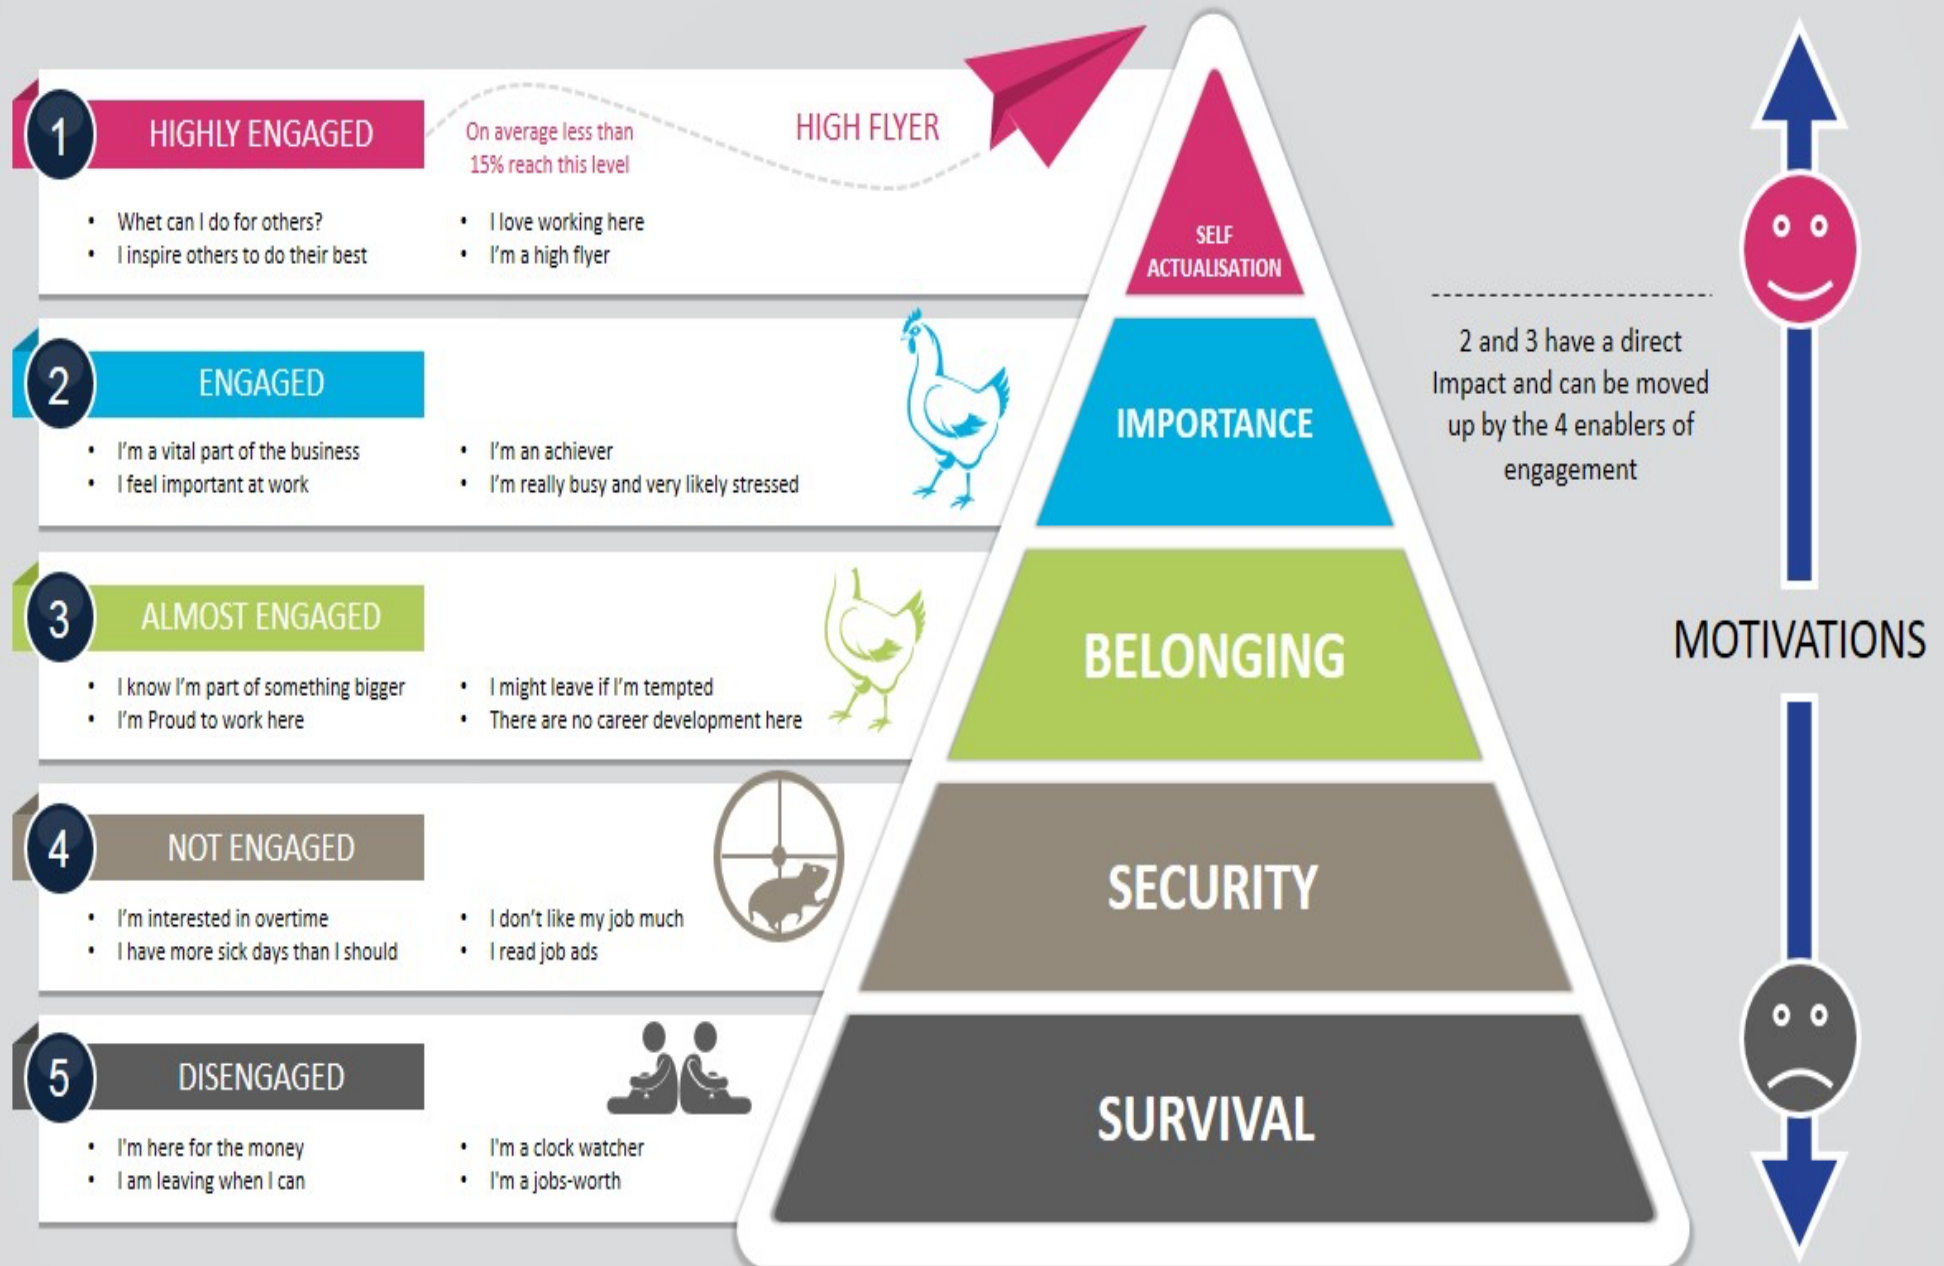 1
HIGHLY ENGAGED
On average less than
15% reach this level
HIGH FLYER
• Whet can I do for others?
• I inspire others to do their best
• I love working here
• I'm a high flyer
SELF
ACTUALISATION
2
ENGAGED
• I'm a vital part of the business
• I feel important at work
• I'm an achiever
• I'm really busy and very likely stressed
IMPORTANCE
2 and 3 have a direct
Impact and can be moved
up by the 4 enablers of
engagement
3
ALMOST ENGAGED
• I know I'm part of something bigger
• I'm Proud to work here
• I might leave if I'm tempted
• There are no career development here
BELONGING
MOTIVATIONS
4
NOT ENGAGED
• I'm interested in overtime
• I have more sick days than I should
• I don't like my job much
• I read job ads
SECURITY
5
DISENGAGED
• I'm here for the money
• I am leaving when I can
• I'm a clock watcher
• I'm a jobs-worth
SURVIVAL